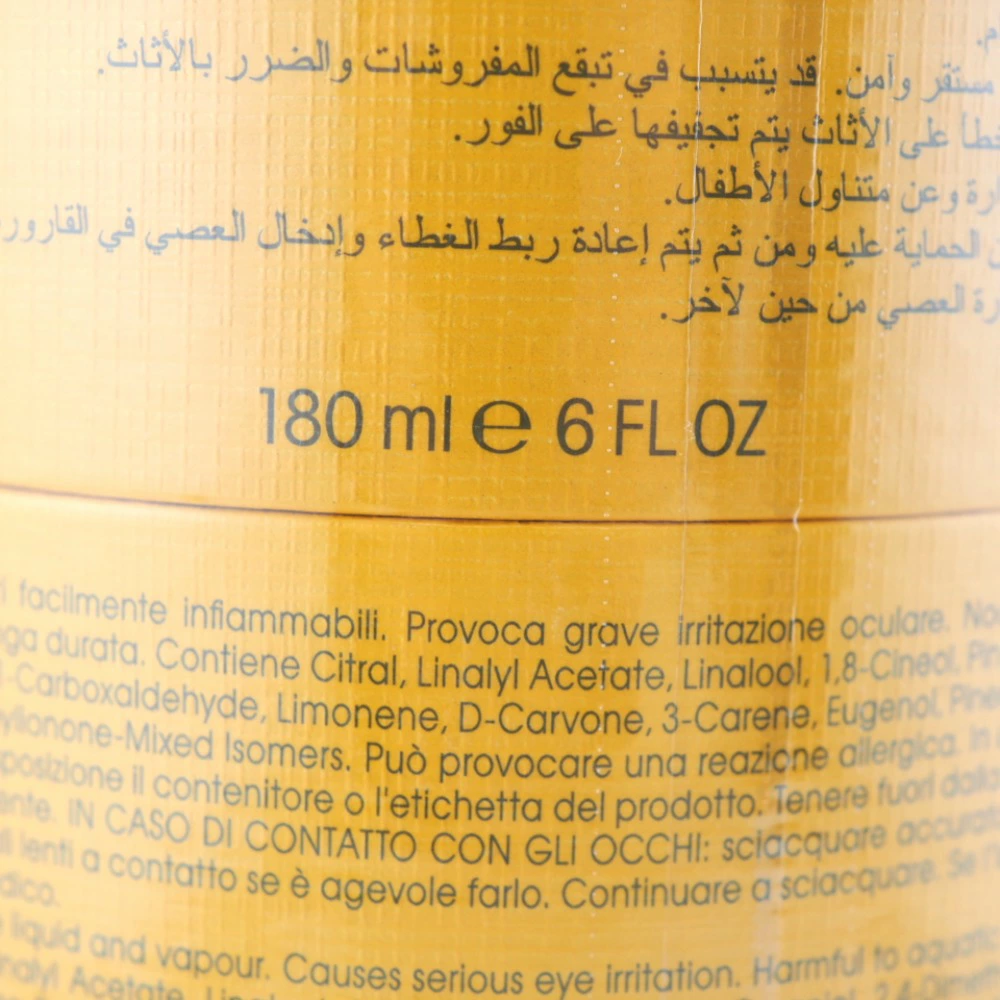 م.
مستقر وآمن. قد يتسبب في تبقع المفروشات والضرر بالأثاث.
على الأثاث يتم تجفيفها على الفور.
وعن متناول الأطفال.
الحماية عليه ومن ثم يتم إعادة ربط الغطاء وإدخال العصي في
العصي من حين لآخر.
180 ml ℮ 6 FL OZ
facilmente infiammabili. Provoca grave irritazione oculare.
durata. Contiene Citral, Linalyl Acetate, Linalool, 1,8-Cineol,
-Carboxaldehyde, Limonene, D-Carvone, 3-Carene, Eugenol,
-Mixed Isomers. Può provocare una reazione allergica. In
il contenitore o l'etichetta del prodotto. Tenere fuori
IN CASO DI CONTATTO CON GLI OCCHI: sciacquare
lenti a contatto se è agevole farlo. Continuare a sciacquare. Se
liquid and vapour. Causes serious eye irritation. Harmful to
Acetate,